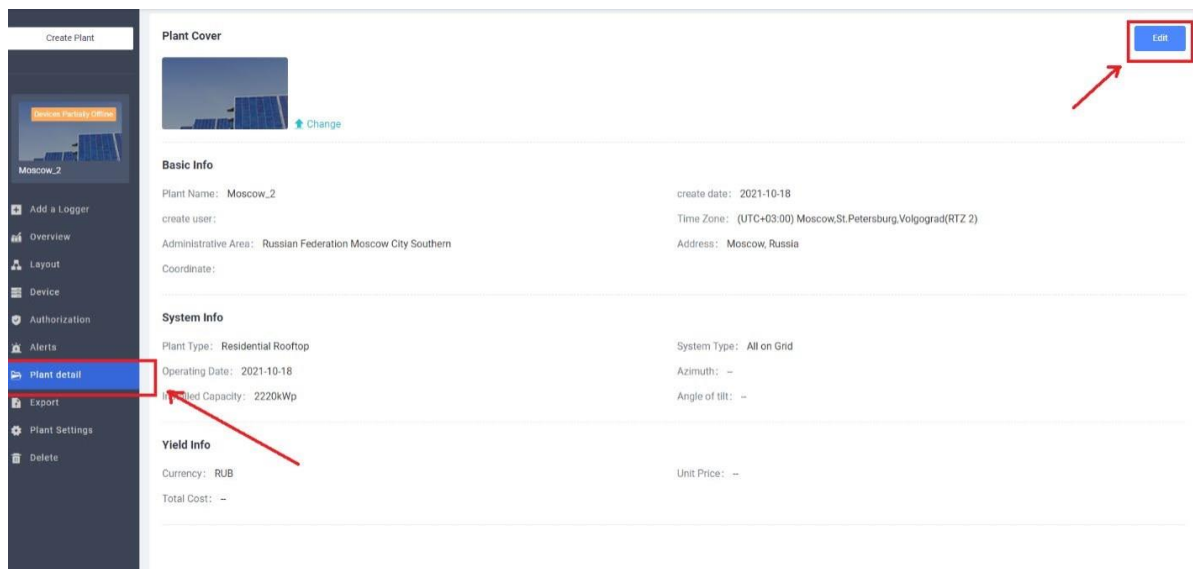 Create Plant
Devices Partially Offline
Moscow_2
Add a Logger
Overview
Layout
Device
Authorization
Alerts
Plant detail
Export
Plant Settings
Delete
Plant Cover
Edit
Change
Basic Info
Plant Name: Moscow_2
create date: 2021-10-18
create user:
Time Zone: (UTC+03:00) Moscow,St.Petersburg,Volgograd(RTZ 2)
Administrative Area: Russian Federation Moscow City Southern
Address: Moscow, Russia
Coordinate:
System Info
Plant Type: Residential Rooftop
System Type: All on Grid
Operating Date: 2021-10-18
Azimuth: --
Capacity: 2220kWp
Angle of tilt: --
Yield Info
Currency: RUB
Unit Price: --
Total Cost: --